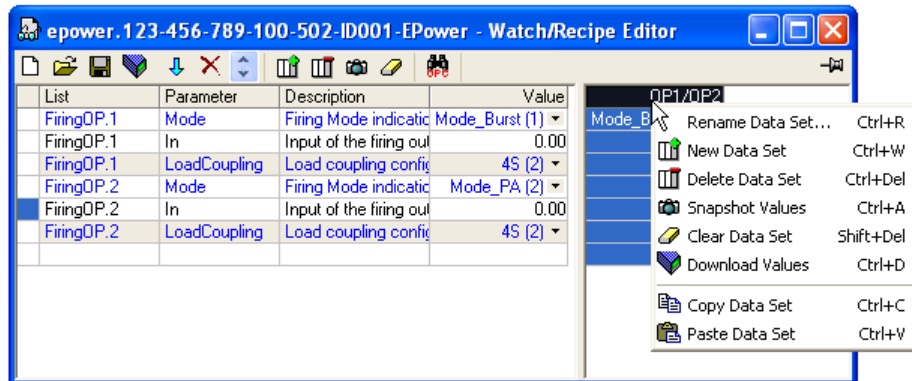 epower.123-456-789-100-502-ID001-EPower - Watch/Recipe Editor
OPC
List Parameter Description Value OP1/OP2
FiringOP.1 Mode Firing Mode indicatic Mode_Burst (1)
FiringOP.1 In Input of the firing out 0.00
FiringOP.1 LoadCoupling Load coupling config 4S (2)
FiringOP.2 Mode Firing Mode indicatic Mode_PA (2)
FiringOP.2 In Input of the firing out 0.00
FiringOP.2 LoadCoupling Load coupling config 4S (2)
Mode_B
Rename Data Set... Ctrl+R
New Data Set Ctrl+W
Delete Data Set Ctrl+Del
Snapshot Values Ctrl+A
Clear Data Set Shift+Del
Download Values Ctrl+D
Copy Data Set Ctrl+C
Paste Data Set Ctrl+V